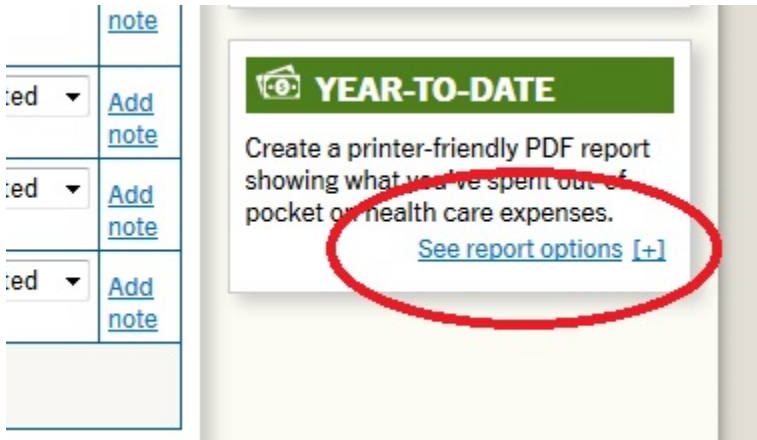 note
ted
Add
note
ted
Add
note
ted
Add
note
YEAR-TO-DATE
Create a printer-friendly PDF report
showing what you've spent out-of-
pocket on health care expenses.
See report options [+]